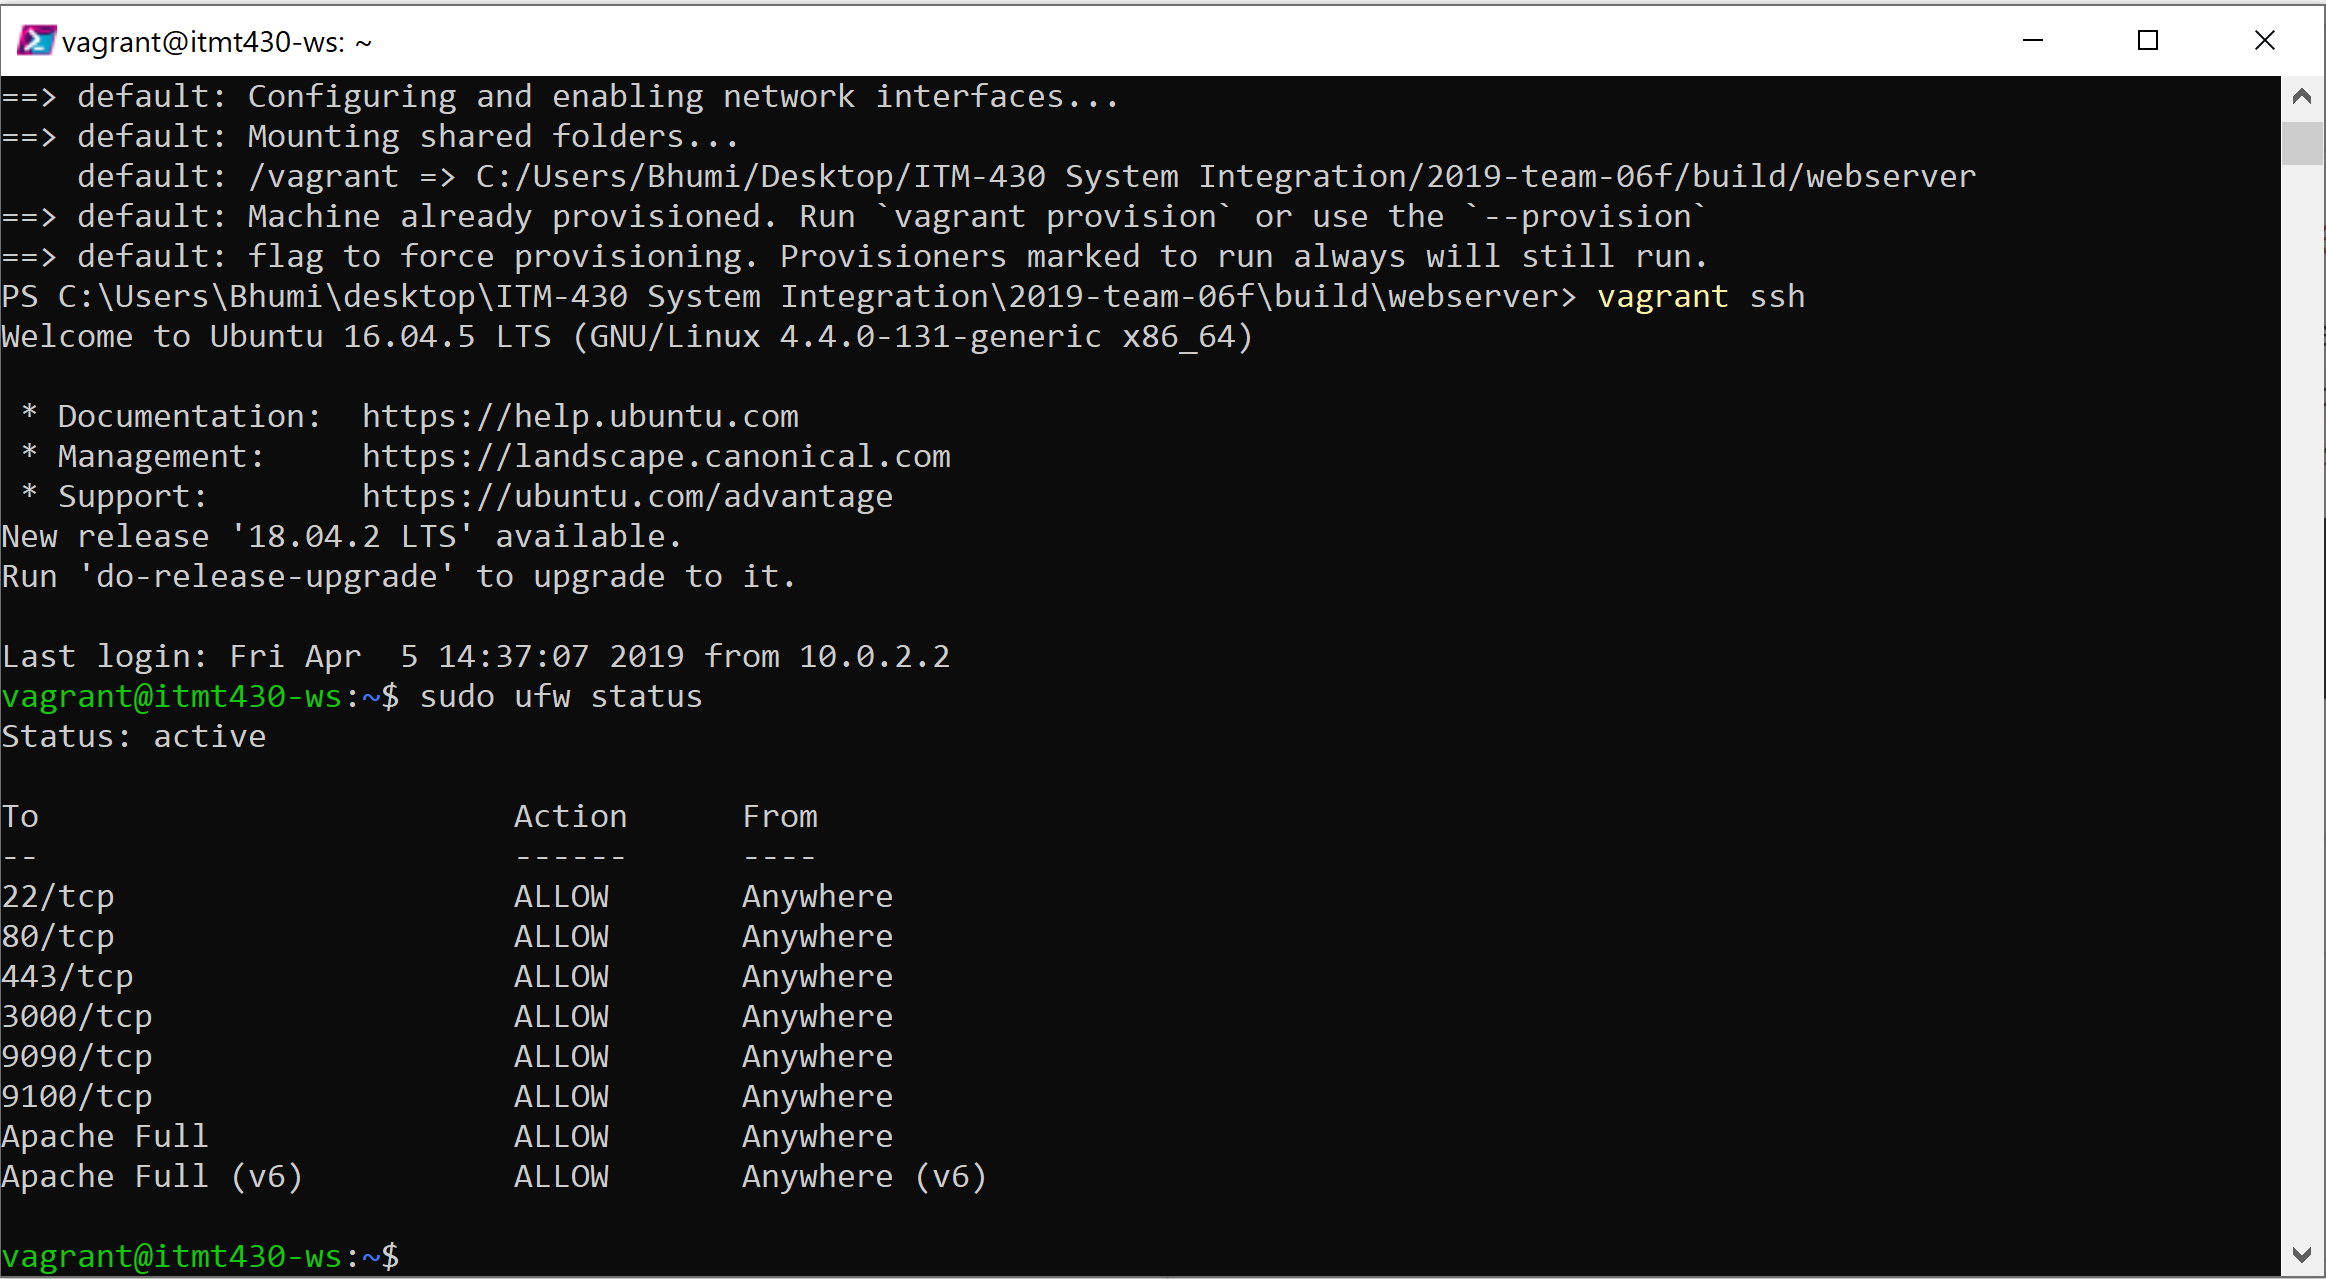 vagrant@itmt430-ws: ~
==> default: Configuring and enabling network interfaces...
==> default: Mounting shared folders...
    default: /vagrant => C:/Users/Bhumi/Desktop/ITM-430 System Integration/2019-team-06f/build/webserver
==> default: Machine already provisioned. Run `vagrant provision` or use the `--provision`
==> default: flag to force provisioning. Provisioners marked to run always will still run.
PS C:\Users\Bhumi\desktop\ITM-430 System Integration\2019-team-06f\build\webserver> vagrant ssh
Welcome to Ubuntu 16.04.5 LTS (GNU/Linux 4.4.0-131-generic x86_64)

 * Documentation:  https://help.ubuntu.com
 * Management:     https://landscape.canonical.com
 * Support:        https://ubuntu.com/advantage
New release '18.04.2 LTS' available.
Run 'do-release-upgrade' to upgrade to it.

Last login: Fri Apr  5 14:37:07 2019 from 10.0.2.2
vagrant@itmt430-ws:~$ sudo ufw status
Status: active

To                         Action      From
--                         ------      ----
22/tcp                     ALLOW       Anywhere
80/tcp                     ALLOW       Anywhere
443/tcp                    ALLOW       Anywhere
3000/tcp                   ALLOW       Anywhere
9090/tcp                   ALLOW       Anywhere
9100/tcp                   ALLOW       Anywhere
Apache Full                ALLOW       Anywhere
Apache Full (v6)           ALLOW       Anywhere (v6)

vagrant@itmt430-ws:~$